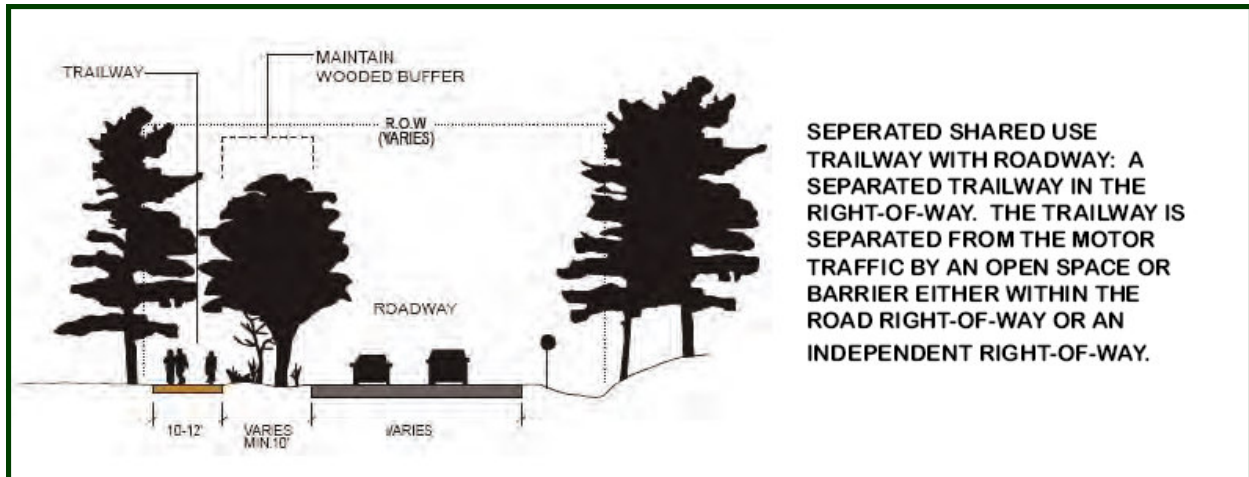 TRAILWAY
MAINTAIN
WOODED BUFFER
R.O.W
(VARIES)
ROADWAY
10-12'
VARIES
MIN.10'
VARIES
SEPERATED SHARED USE
TRAILWAY WITH ROADWAY: A
SEPARATED TRAILWAY IN THE
RIGHT-OF-WAY. THE TRAILWAY IS
SEPARATED FROM THE MOTOR
TRAFFIC BY AN OPEN SPACE OR
BARRIER EITHER WITHIN THE
ROAD RIGHT-OF-WAY OR AN
INDEPENDENT RIGHT-OF-WAY.